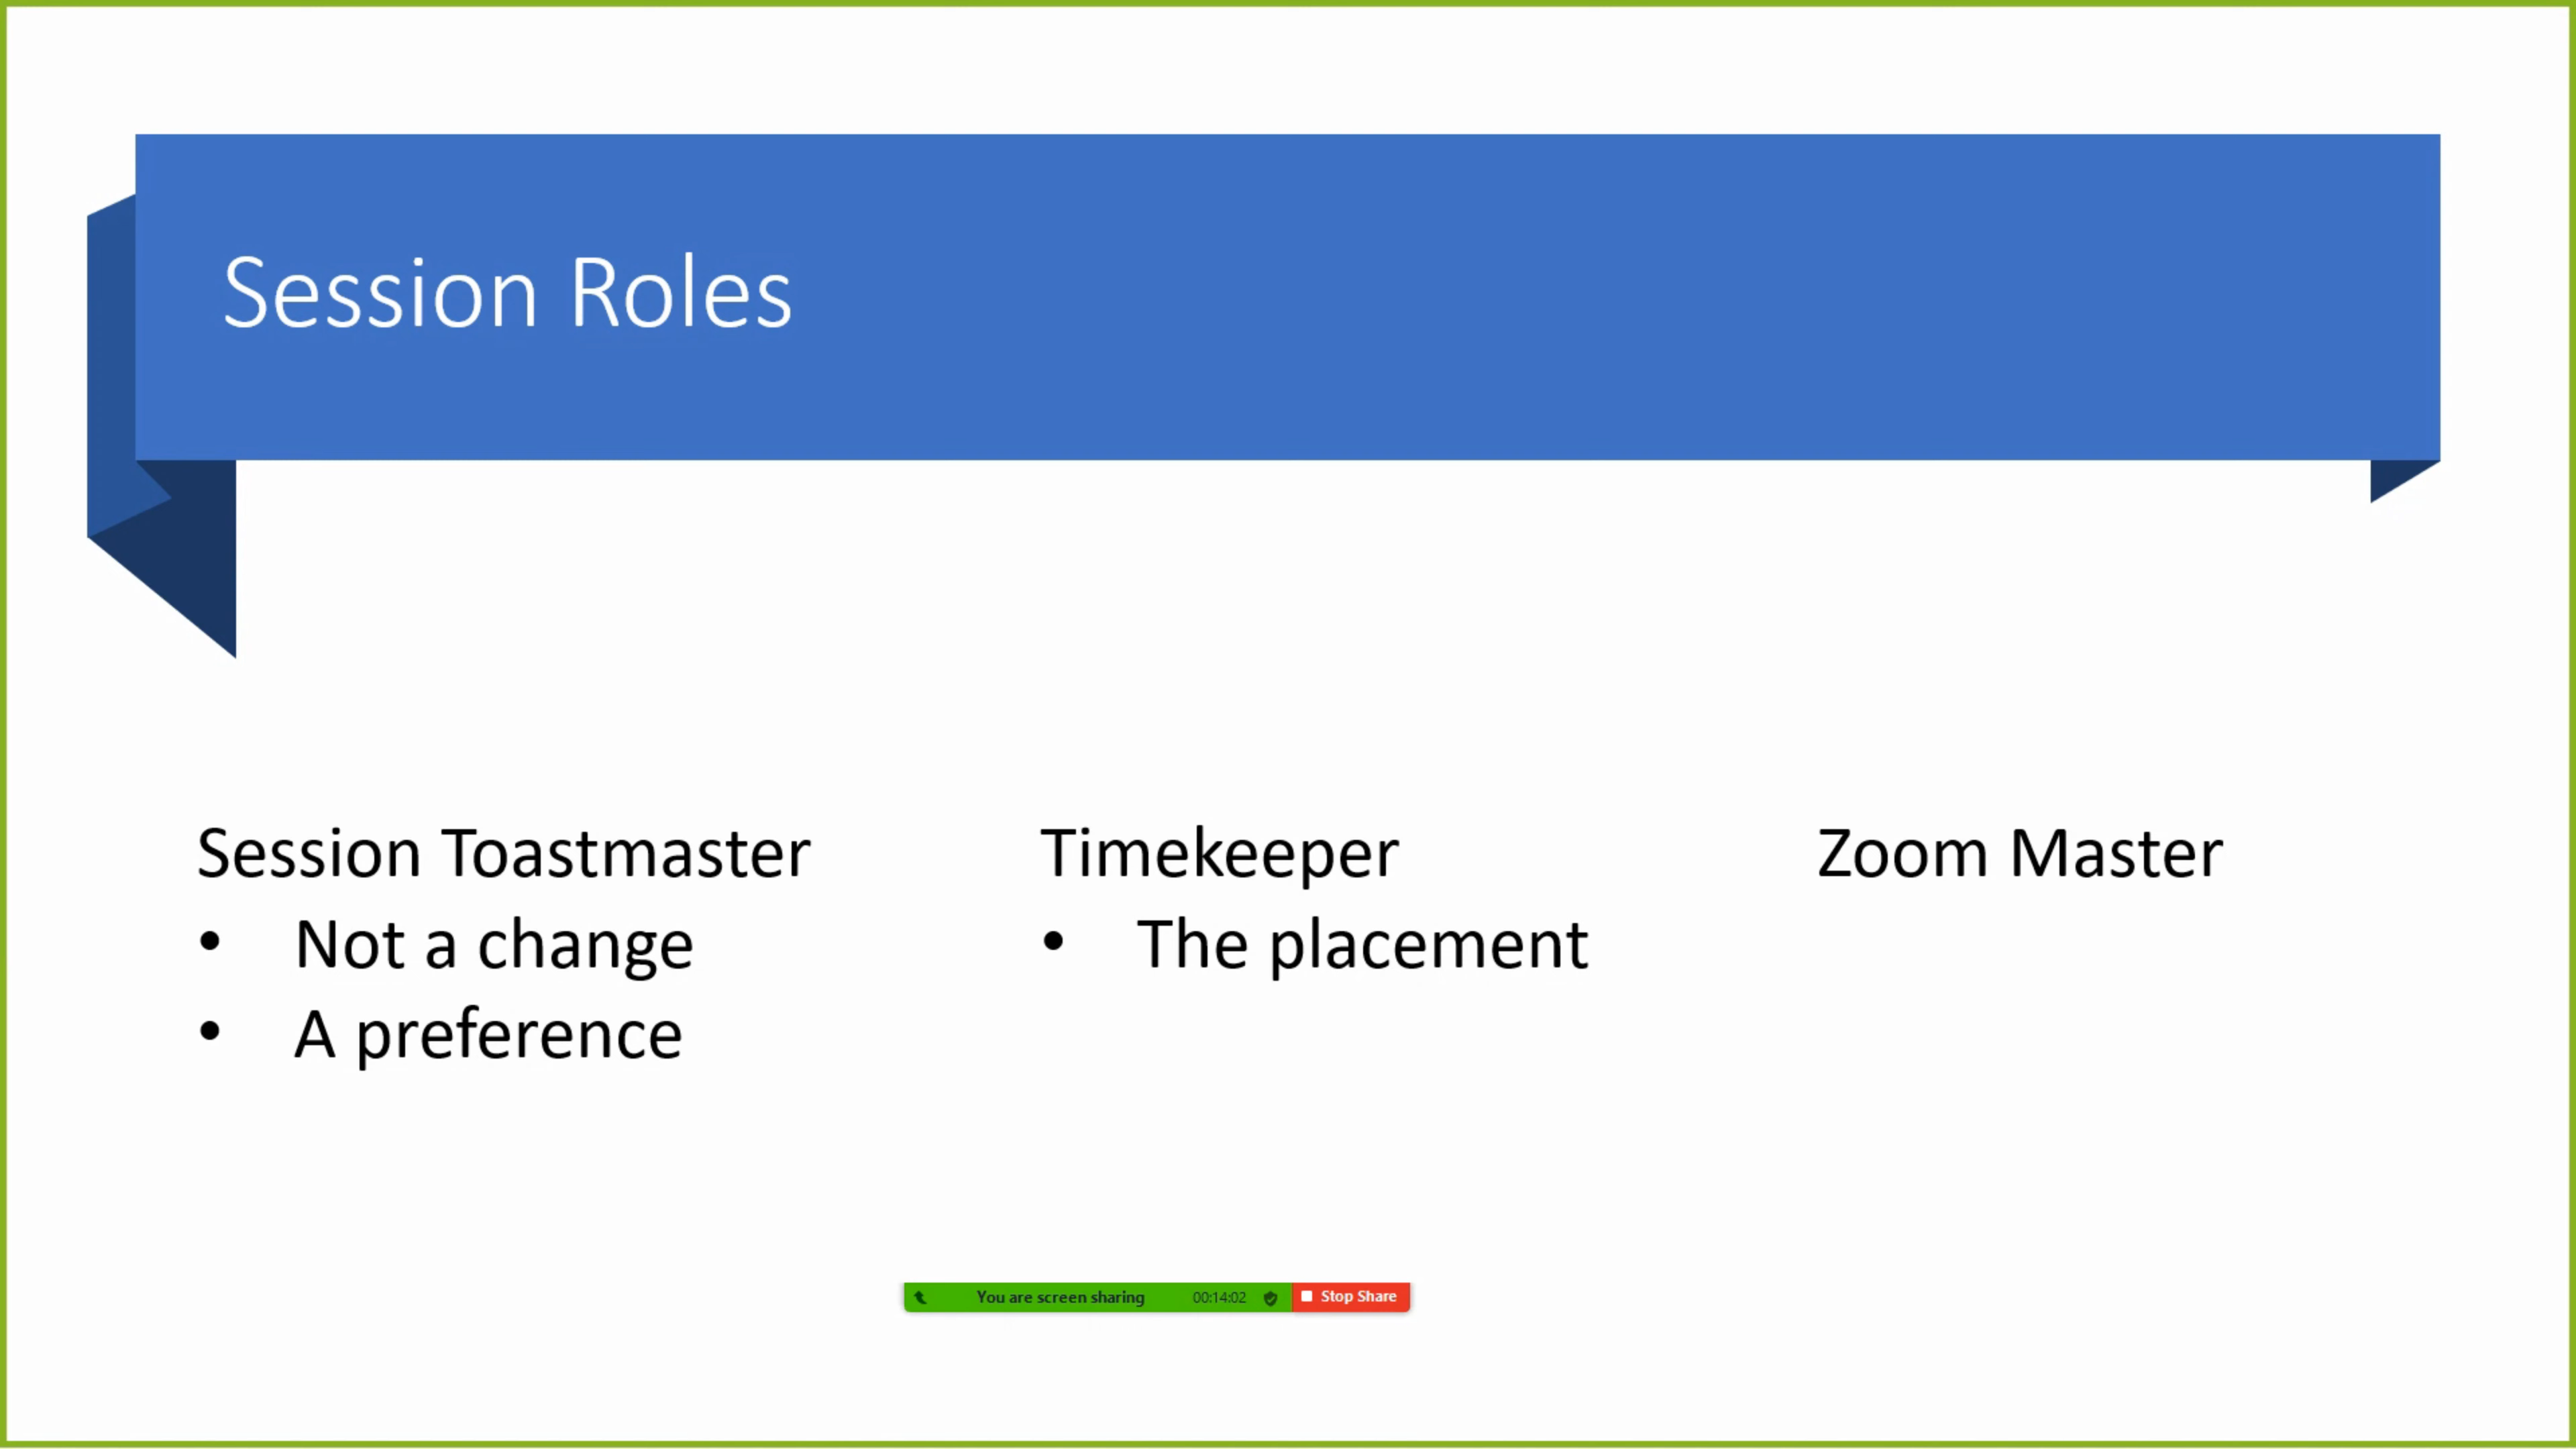 Session Roles
Session Toastmaster
• Not a change
• A preference
Timekeeper
• The placement
Zoom Master
You are screen sharing 00:14:02 Stop Share